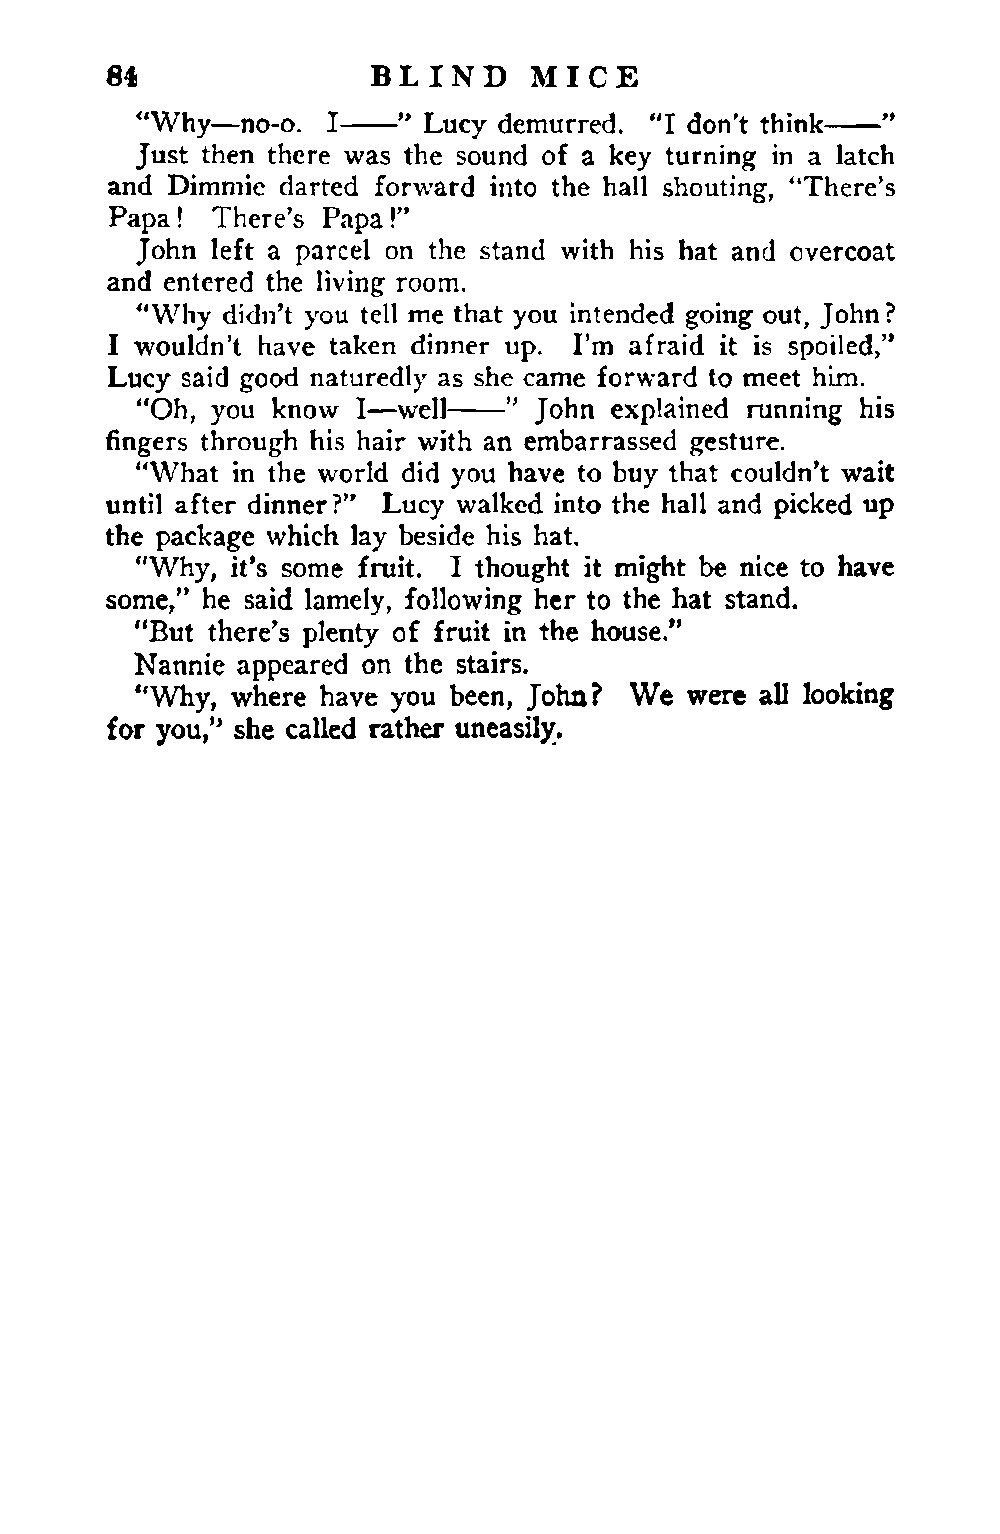 84 BLIND MICE
“Why—no-o. I——” Lucy demurred. “I don’t think——”
Just then there was the sound of a key turning in a latch
and Dimmie darted forward into the hall shouting, “There’s
Papa! There’s Papa!”
John left a parcel on the stand with his hat and overcoat
and entered the living room.
“Why didn’t you tell me that you intended going out, John?
I wouldn’t have taken dinner up. I’m afraid it is spoiled,”
Lucy said good naturedly as she came forward to meet him.
“Oh, you know I—well——” John explained running his
fingers through his hair with an embarrassed gesture.
“What in the world did you have to buy that couldn’t wait
until after dinner?” Lucy walked into the hall and picked up
the package which lay beside his hat.
“Why, it’s some fruit. I thought it might be nice to have
some,” he said lamely, following her to the hat stand.
“But there’s plenty of fruit in the house.”
Nannie appeared on the stairs.
“Why, where have you been, John? We were all looking
for you,” she called rather uneasily.